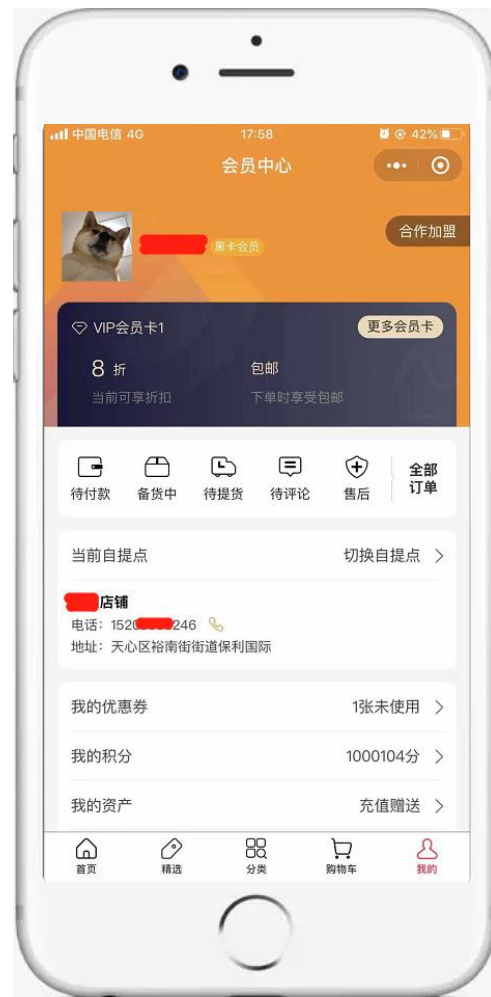 中国电信 4G 17:58 42%
会员中心
黑卡会员
合作加盟
VIP会员卡1
更多会员卡
8 折 包邮
当前可享折扣 下单时享受包邮
待付款 备货中 待提货 待评论 售后
全部
订单
当前自提点 切换自提点
店铺
电话：152 246
地址：天心区裕南街街道保利国际
我的优惠券 1张未使用
我的积分 1000104分
我的资产 充值赠送
首页 精选 分类 购物车 我的